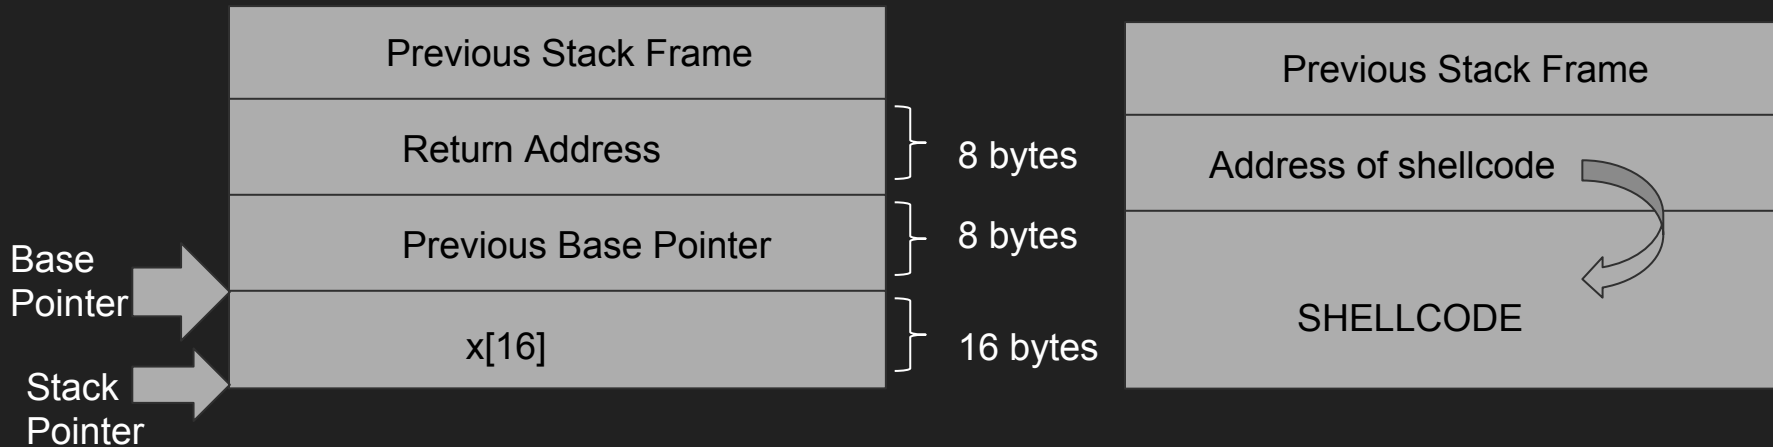 Previous Stack Frame
Return Address
8 bytes
Previous Base Pointer
8 bytes
Base
Pointer
x[16]
16 bytes
Stack
Pointer
Previous Stack Frame
Address of shellcode
SHELLCODE